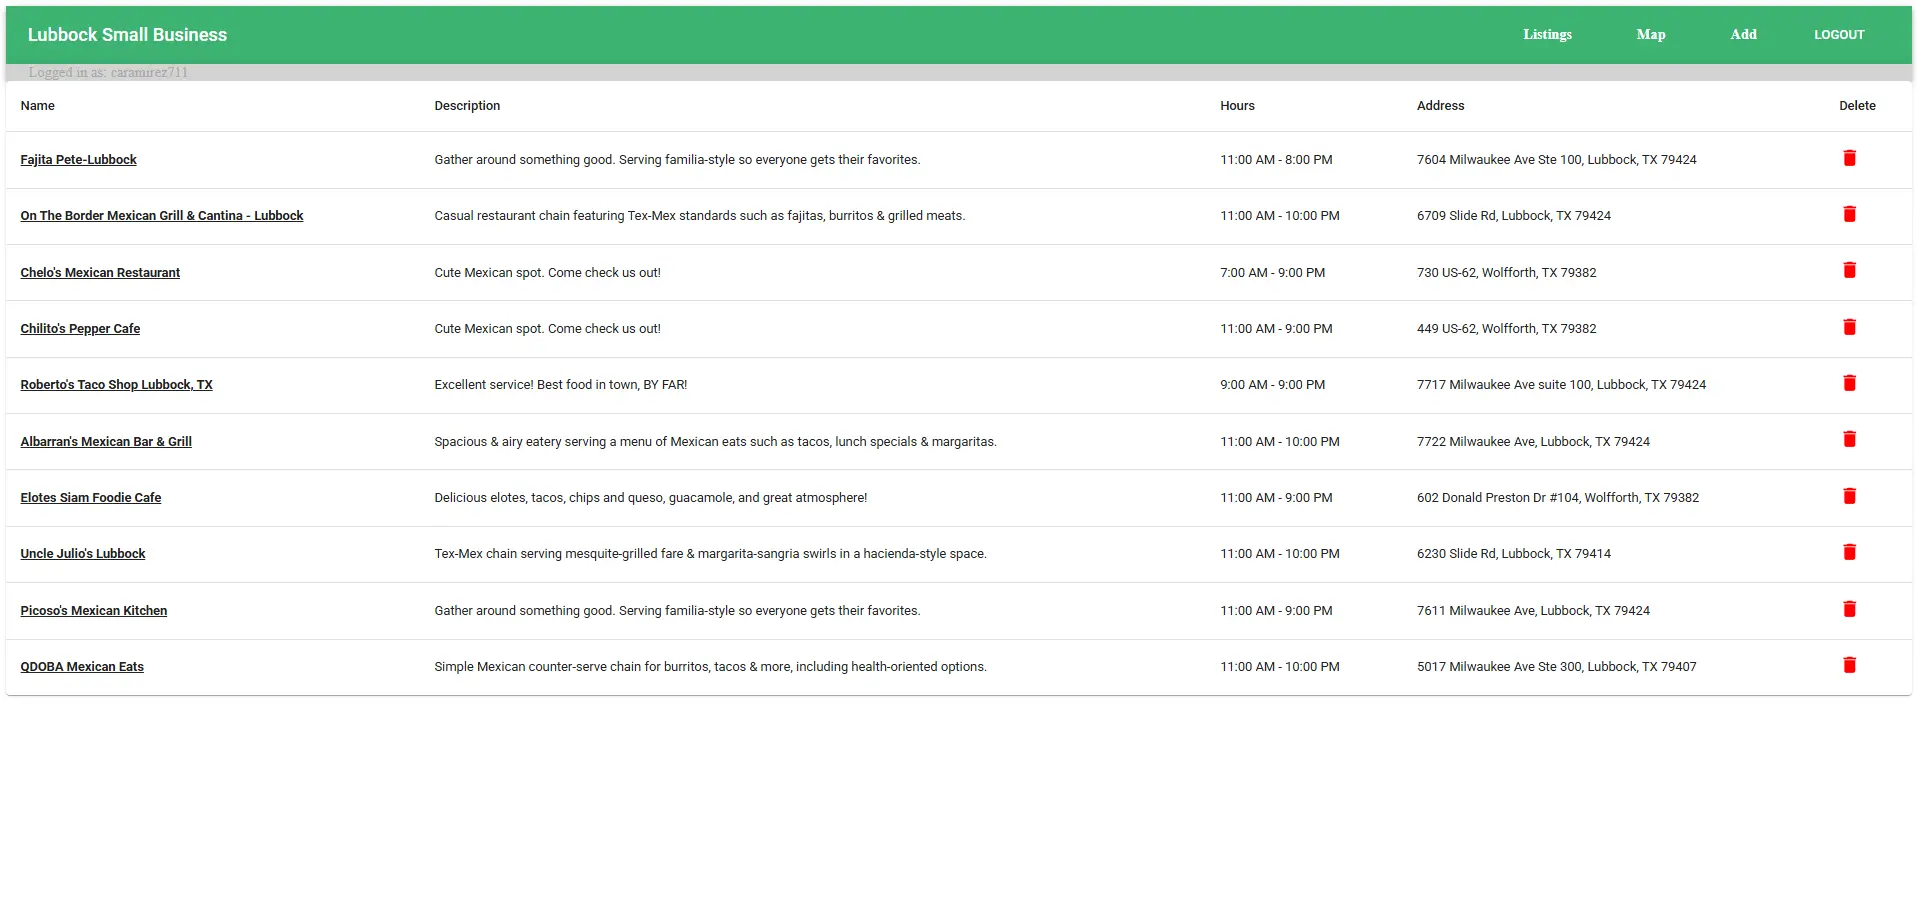 Lubbock Small Business Listings Map Add LOGOUT
Logged in as: caramirez711
Name Description Hours Address Delete
Fajita Pete-Lubbock Gather around something good. Serving familia-style so everyone gets their favorites. 11:00 AM - 8:00 PM 7604 Milwaukee Ave Ste 100, Lubbock, TX 79424
On The Border Mexican Grill & Cantina - Lubbock Casual restaurant chain featuring Tex-Mex standards such as fajitas, burritos & grilled meats. 11:00 AM - 10:00 PM 6709 Slide Rd, Lubbock, TX 79424
Chelo's Mexican Restaurant Cute Mexican spot. Come check us out! 7:00 AM - 9:00 PM 730 US-62, Wolfforth, TX 79382
Chilito's Pepper Cafe Cute Mexican spot. Come check us out! 11:00 AM - 9:00 PM 449 US-62, Wolfforth, TX 79382
Roberto's Taco Shop Lubbock, TX Excellent service! Best food in town, BY FAR! 9:00 AM - 9:00 PM 7717 Milwaukee Ave suite 100, Lubbock, TX 79424
Albarran's Mexican Bar & Grill Spacious & airy eatery serving a menu of Mexican eats such as tacos, lunch specials & margaritas. 11:00 AM - 10:00 PM 7722 Milwaukee Ave, Lubbock, TX 79424
Elotes Siam Foodie Cafe Delicious elotes, tacos, chips and queso, guacamole, and great atmosphere! 11:00 AM - 9:00 PM 602 Donald Preston Dr #104, Wolfforth, TX 79382
Uncle Julio's Lubbock Tex-Mex chain serving mesquite-grilled fare & margarita-sangria swirls in a hacienda-style space. 11:00 AM - 10:00 PM 6230 Slide Rd, Lubbock, TX 79414
Picoso's Mexican Kitchen Gather around something good. Serving familia-style so everyone gets their favorites. 11:00 AM - 9:00 PM 7611 Milwaukee Ave, Lubbock, TX 79424
QDOBA Mexican Eats Simple Mexican counter-serve chain for burritos, tacos & more, including health-oriented options. 11:00 AM - 10:00 PM 5017 Milwaukee Ave Ste 300, Lubbock, TX 79407